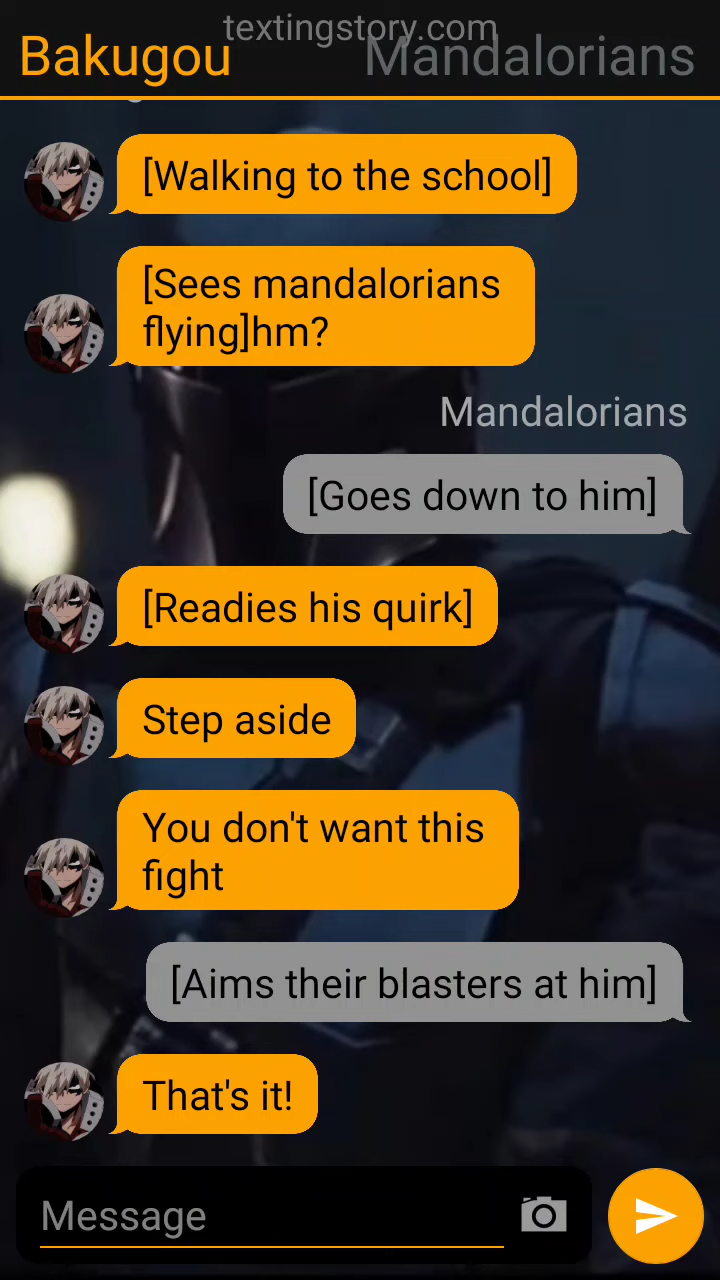 textingstory.com
Bakugou
Mandalorians
[Walking to the school]
[Sees mandalorians
flying]hm?
Mandalorians
[Goes down to him]
[Readies his quirk]
Step aside
You don't want this
fight
[Aims their blasters at him]
That's it!
Message